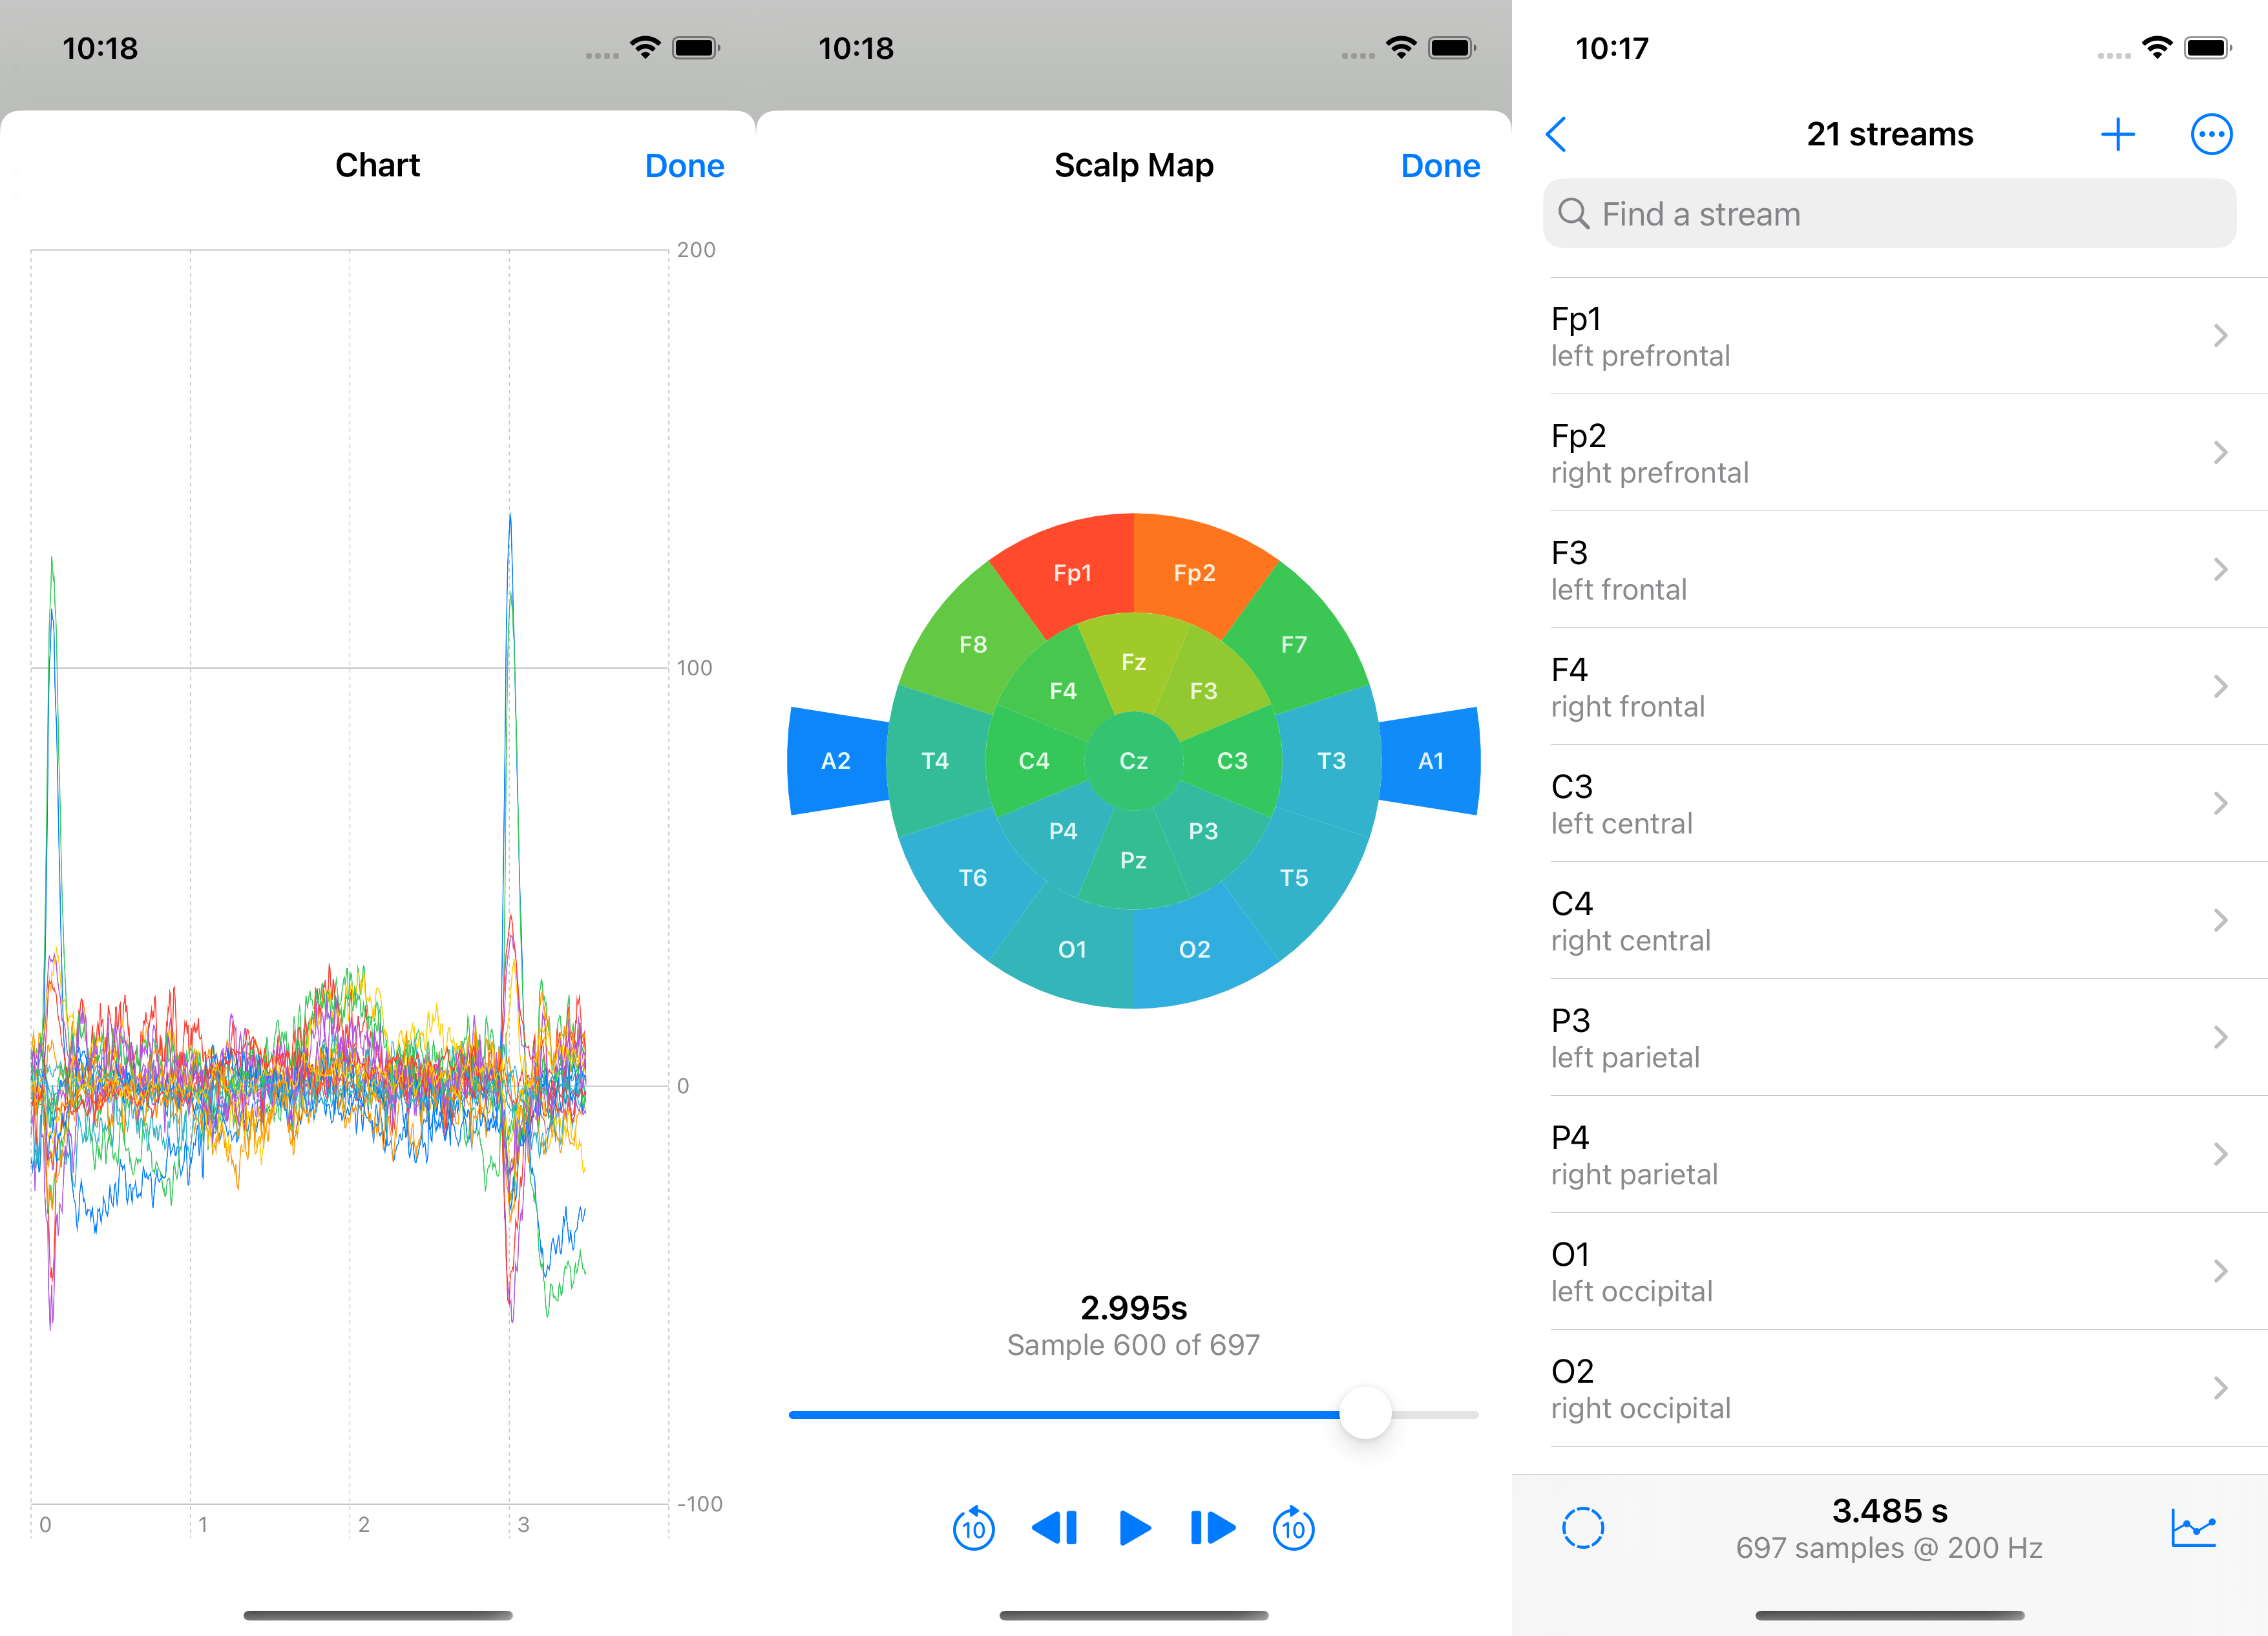 10:18
Chart Done
200
100
0
-100
0 1 2 3
10:18
Scalp Map Done
Fp1 Fp2
F8 Fz F7
F4 F3
A2 T4 C4 Cz C3 T3 A1
P4 P3
Pz
T6 T5
O1 O2
2.995s
Sample 600 of 697
10 10
10:17
21 streams
Find a stream
Fp1
left prefrontal
Fp2
right prefrontal
F3
left frontal
F4
right frontal
C3
left central
C4
right central
P3
left parietal
P4
right parietal
O1
left occipital
O2
right occipital
3.485 s
697 samples @ 200 Hz